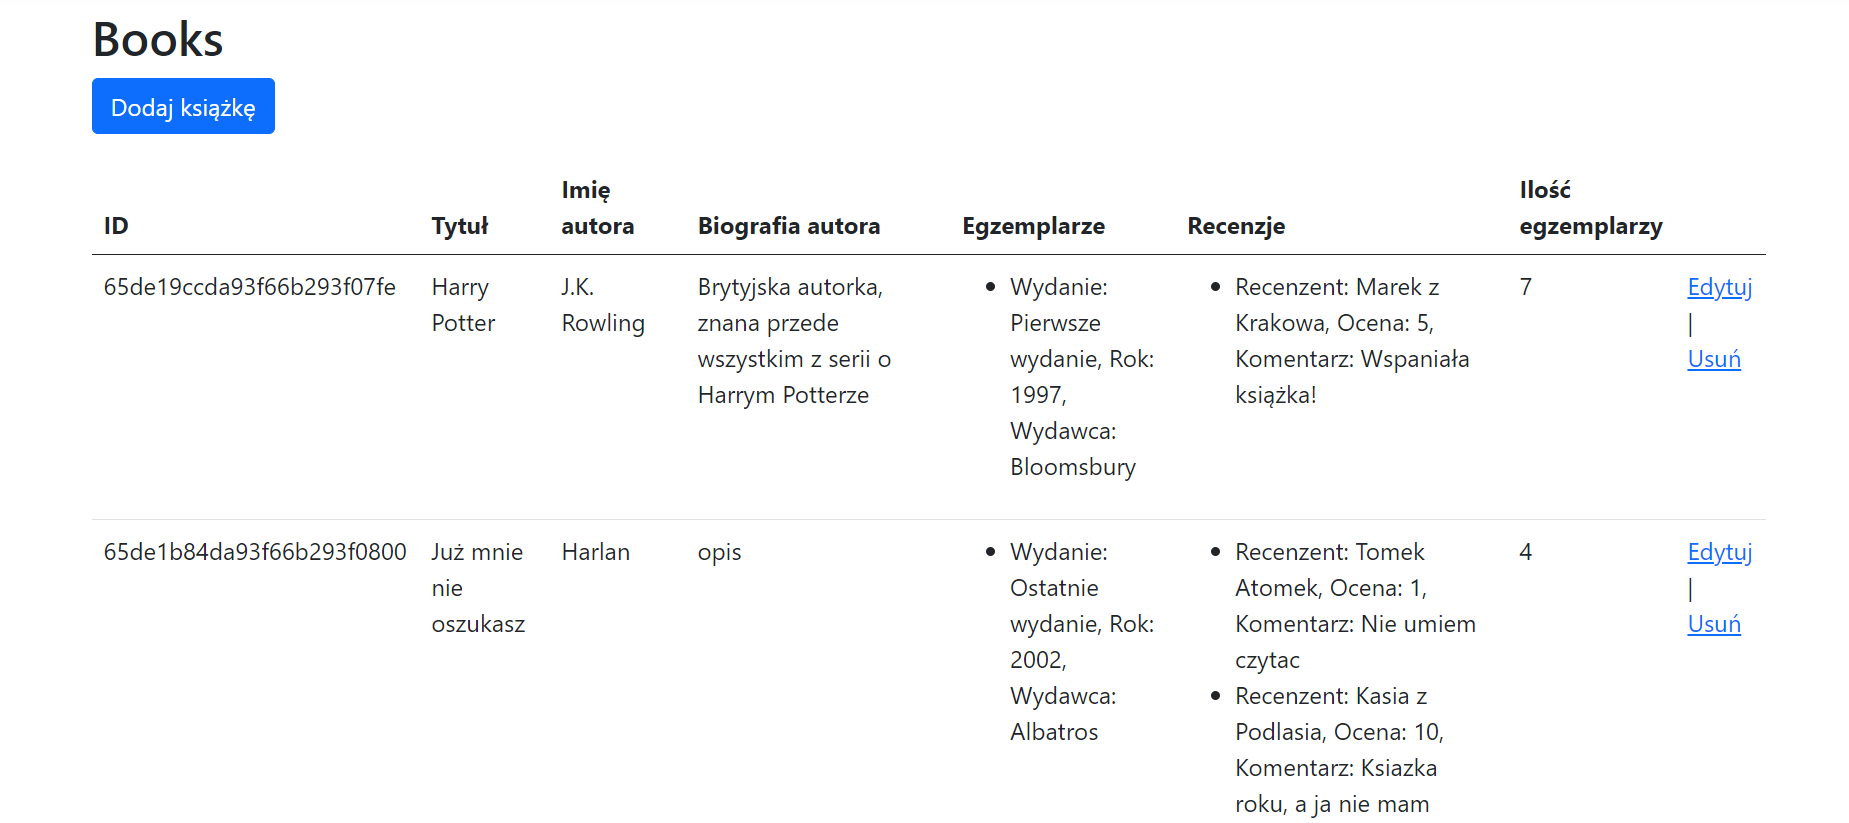 Books
Dodaj książkę
ID
Tytuł
Imię
autora
Biografia autora
Egzemplarze
Recenzje
Ilość
egzemplarzy
65de19ccda93f66b293f07fe
Harry
Potter
J.K.
Rowling
Brytyjska autorka,
znana przede
wszystkim z serii o
Harrym Potterze
Wydanie:
Pierwsze
wydanie, Rok:
1997,
Wydawca:
Bloomsbury
Recenzent: Marek z
Krakowa, Ocena: 5,
Komentarz: Wspaniała
książka!
7
Edytuj
|
Usuń
65de1b84da93f66b293f0800
Już mnie
nie
oszukasz
Harlan
opis
Wydanie:
Ostatnie
wydanie, Rok:
2002,
Wydawca:
Albatros
Recenzent: Tomek
Atomek, Ocena: 1,
Komentarz: Nie umiem
czytac
Recenzent: Kasia z
Podlasia, Ocena: 10,
Komentarz: Ksiazka
roku, a ja nie mam
4
Edytuj
|
Usuń